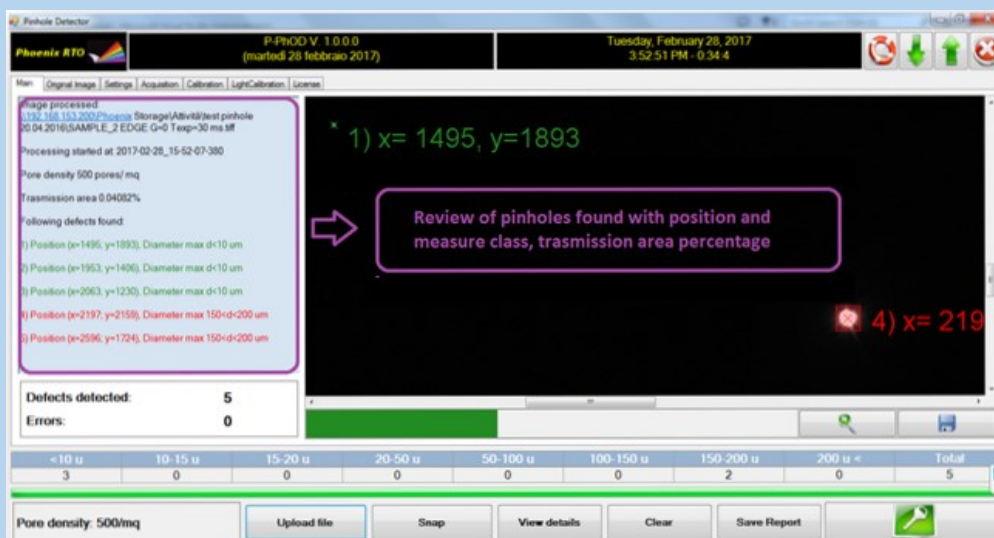 Pinhole Detector
Phoenix RTO
P-PhOD V. 1.0.0.0
(martedì 28 febbraio 2017)
Tuesday, February 28, 2017
3:52:51 PM - 0:34:4
Main Original Image Settings Acquisition Calibration LightCalibration License
Image processed:
\\192.168.153.200\Phoenix Storage\Attività\test pinhole
20.04.2016\SAMPLE_2 EDGE G=0 Texp=30 ms.tiff
Processing started at 2017-02-28_15-52-07-380
Pore density 500 pores/ mq
Trasmission area 0.04082%
Following defects found:
1) Position (x=1495, y=1893), Diameter max d<10 um
2) Position (x=1953, y=1406), Diameter max d<10 um
3) Position (x=2063, y=1230), Diameter max d<10 um
4) Position (x=2197, y=2159), Diameter max 150<d<200 um
5) Position (x=2596, y=1724), Diameter max 150<d<200 um
1) x= 1495, y=1893
Review of pinholes found with position and
measure class, trasmission area percentage
4) x= 219
Defects detected: 5
Errors: 0
<10 u 10-15 u 15-20 u 20-50 u 50-100 u 100-150 u 150-200 u 200 u < Total
3 0 0 0 0 0 2 0 5
Pore density: 500/mq
Upload file Snap View details Clear Save Report